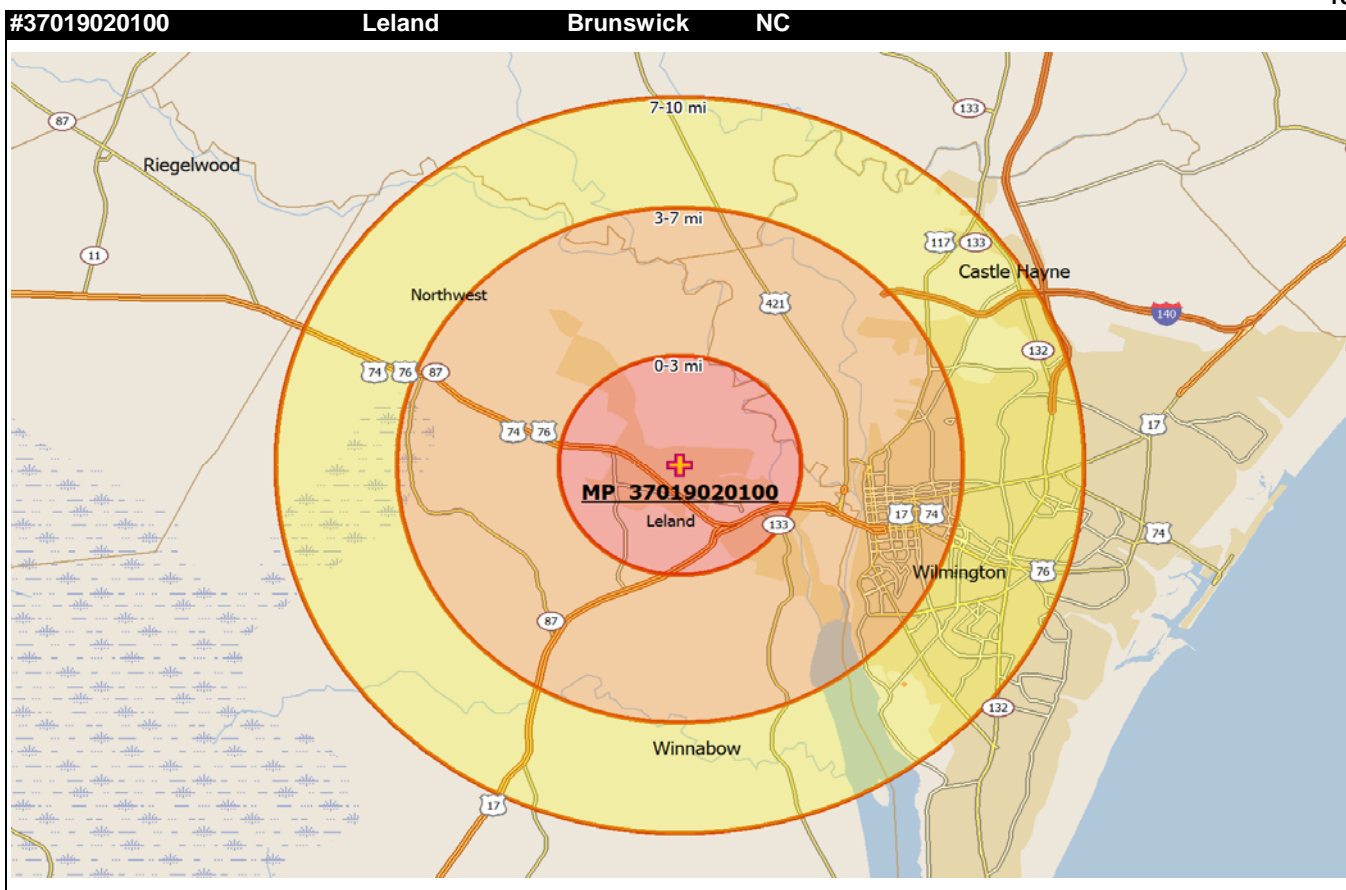 #37019020100 Leland Brunswick NC
7-10 mi
133
87
Riegelwood
3-7 mi
117 133
11
Castle Hayne
Northwest
421
140
132
0-3 mi
74 76 87
17
74 76
MP 37019020100
17 74
Leland
133
74
Wilmington 76
87
132
Winnabow
17